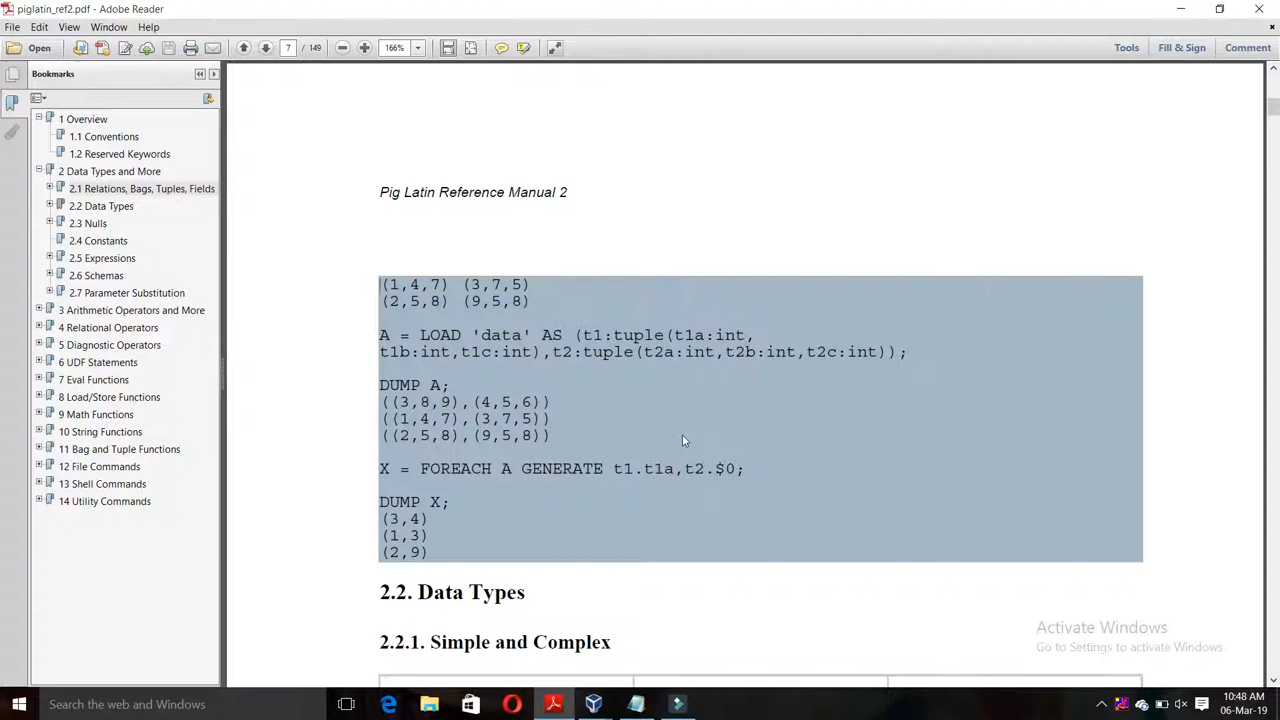 piglatin_ref2.pdf - Adobe Reader
File Edit View Window Help
Open 7 / 149 166% Tools Fill & Sign Comment
Bookmarks
1 Overview
1.1 Conventions
1.2 Reserved Keywords
2 Data Types and More
2.1 Relations, Bags, Tuples, Fields
2.2 Data Types
2.3 Nulls
2.4 Constants
2.5 Expressions
2.6 Schemas
2.7 Parameter Substitution
3 Arithmetic Operators and More
4 Relational Operators
5 Diagnostic Operators
6 UDF Statements
7 Eval Functions
8 Load/Store Functions
9 Math Functions
10 String Functions
11 Bag and Tuple Functions
12 File Commands
13 Shell Commands
14 Utility Commands
Pig Latin Reference Manual 2
(1,4,7) (3,7,5)
(2,5,8) (9,5,8)
A = LOAD 'data' AS (t1:tuple(t1a:int,
t1b:int,t1c:int),t2:tuple(t2a:int,t2b:int,t2c:int));
DUMP A;
((3,8,9),(4,5,6))
((1,4,7),(3,7,5))
((2,5,8),(9,5,8))
X = FOREACH A GENERATE t1.t1a,t2.$0;
DUMP X;
(3,4)
(1,3)
(2,9)
2.2. Data Types
2.2.1. Simple and Complex
Activate Windows
Go to Settings to activate Windows.
Search the web and Windows
10:48 AM
06-Mar-19